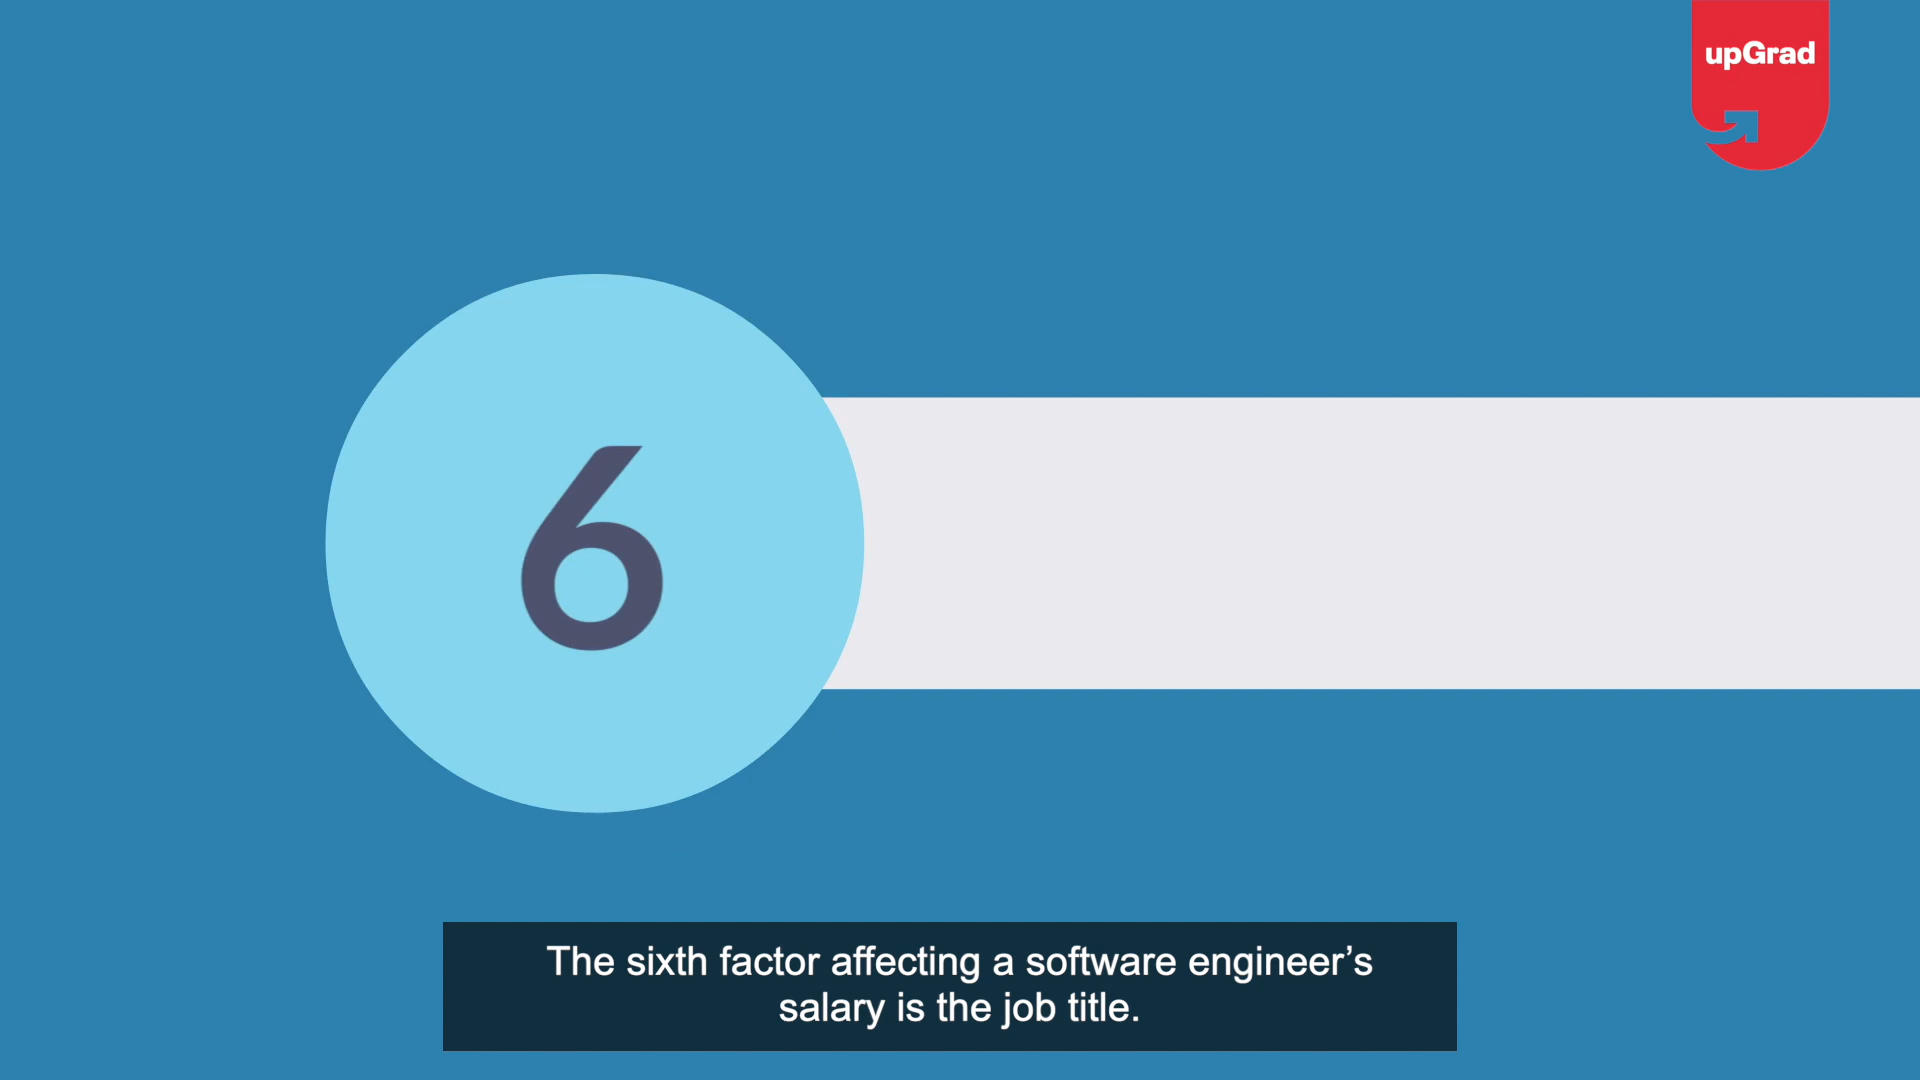 upGrad
6
The sixth factor affecting a software engineer’s
salary is the job title.